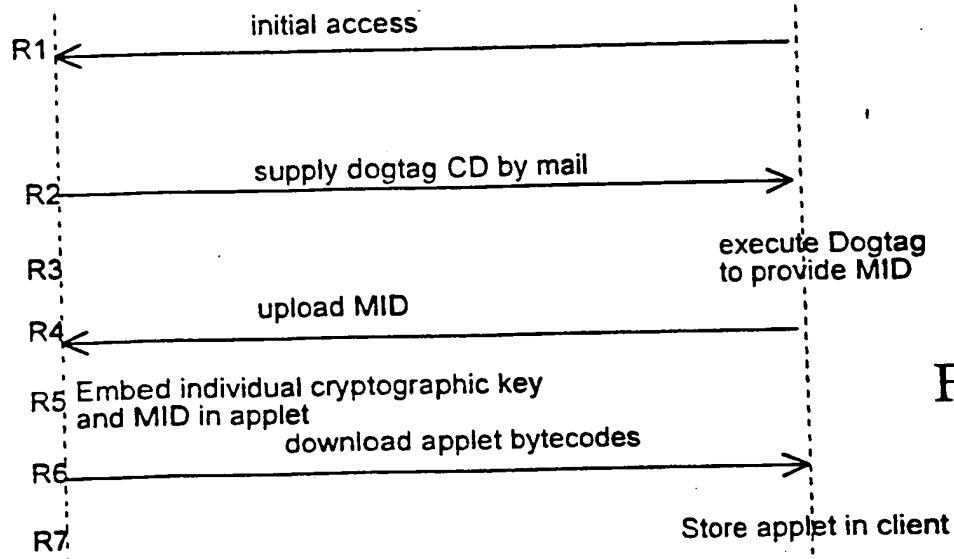 initial access
R1
supply dogtag CD by mail
R2
execute Dogtag
to provide MID
R3
upload MID
R4
Embed individual cryptographic key
R5
and MID in applet
F
download applet bytecodes
R6
Store applet in client
R7